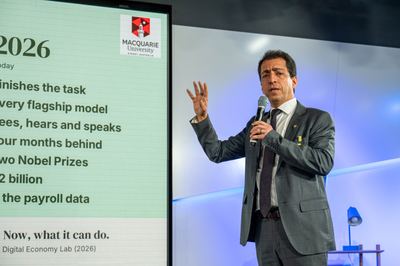 MACQUARIE
University
2026
oday
inishes the task
very flagship model
ees, hears and speaks
our months behind
wo Nobel Prizes
2 billion
the payroll data
Now, what it can do.
Digital Economy Lab (2026)